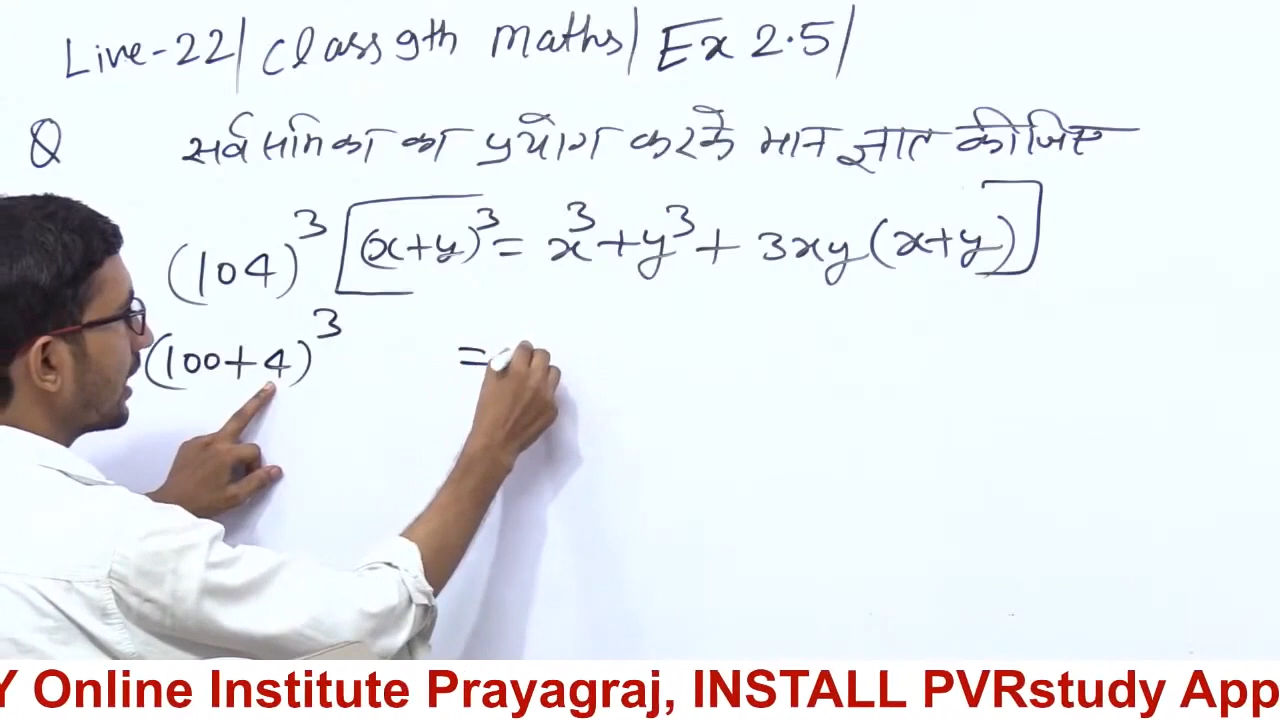 Live-22/ Class 9th maths/ Ex 2.5/
Q सर्वसमिका का प्रयोग करके मान ज्ञात कीजिए
(104)³ [(x+y)³ = x³+y³+ 3xy(x+y)]
(100+4)³ =
Y Online Institute Prayagraj, INSTALL PVRstudy App